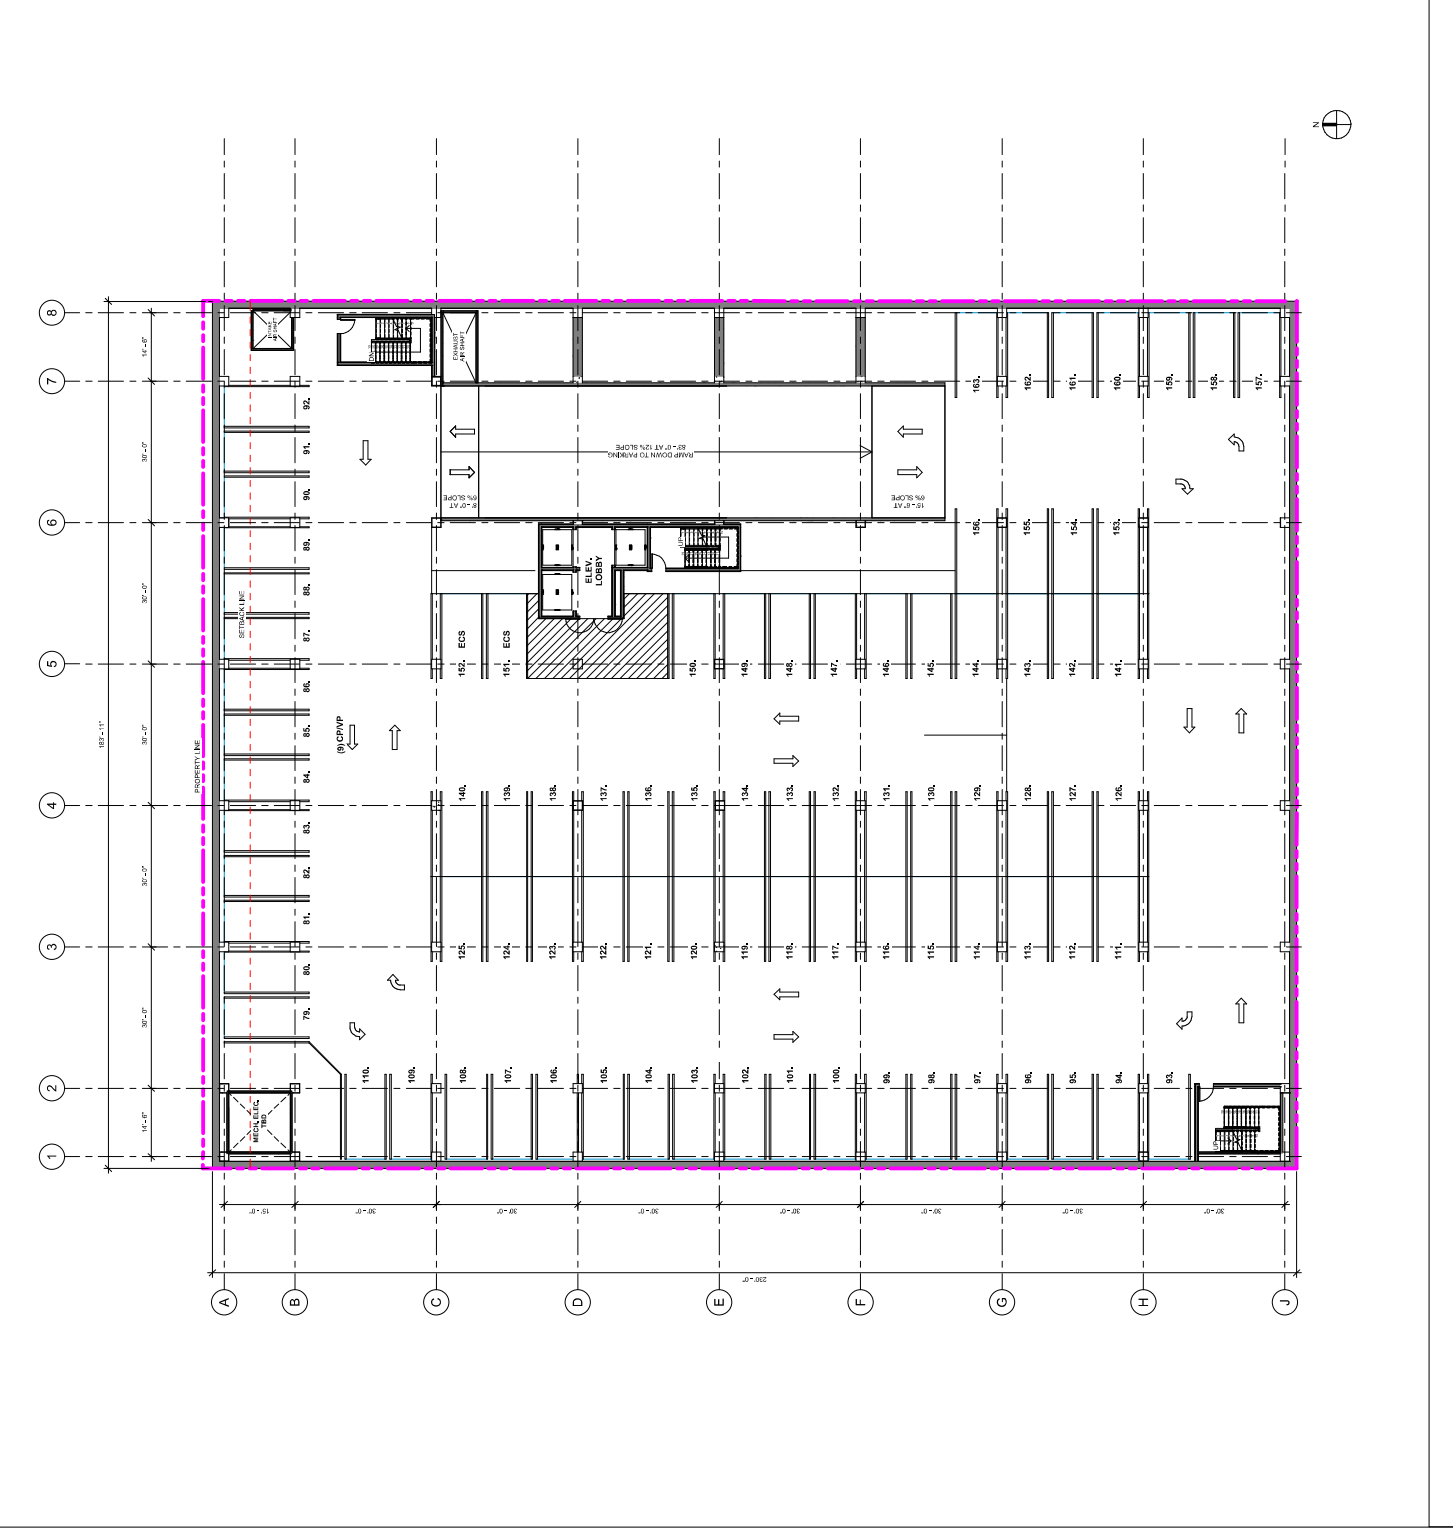 N
8
7
6
5
4
3
2
1
14' - 6"
30' - 0"
30' - 0"
30' - 0"
30' - 0"
30' - 0"
14' - 6"
183' - 1"
PROPERTY LINE
SETBACK LINE
INTAKE
AIR SHAFT
DN
EXHAUST
AIR SHAFT
92.
91.
90.
89.
88.
87.
86.
85.
84.
83.
82.
81.
80.
79.
(9) CP/VP
8' - 0" AT
6% SLOPE
RAMP DOWN TO PARKING
83' - 0" AT 12% SLOPE
15' - 6" AT
6% SLOPE
163.
162.
161.
160.
159.
158.
157.
156.
155.
154.
153.
ELEV.
LOBBY
UP
ECS
ECS
152.
151.
150.
149.
148.
147.
146.
145.
144.
143.
142.
141.
140.
139.
138.
137.
136.
135.
134.
133.
132.
131.
130.
129.
128.
127.
126.
125.
124.
123.
122.
121.
120.
119.
118.
117.
116.
115.
114.
113.
112.
111.
110.
109.
108.
107.
106.
105.
104.
103.
102.
101.
100.
99.
98.
97.
96.
95.
94.
93.
MECH. ELEC.
TBD
UP
15' - 0"
30' - 0"
30' - 0"
30' - 0"
30' - 0"
30' - 0"
30' - 0"
30' - 0"
230' - 0"
A
B
C
D
E
F
G
H
J